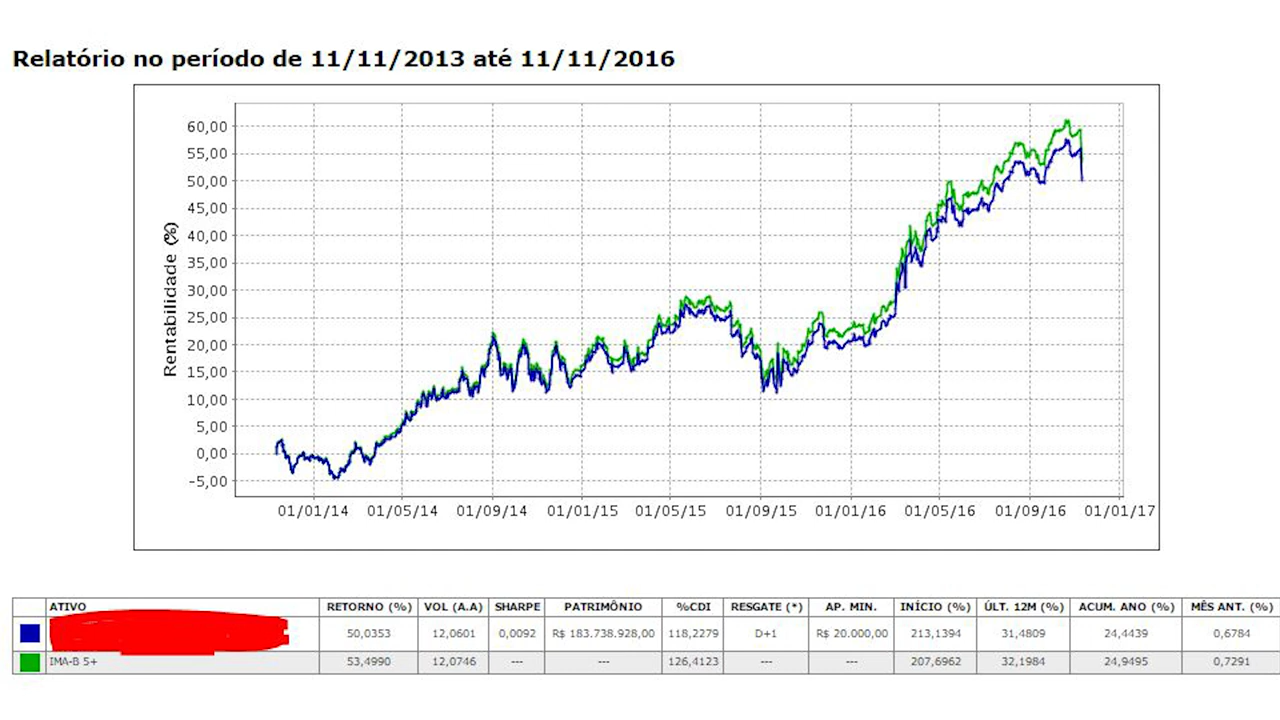 Relatório no período de 11/11/2013 até 11/11/2016
60,00
55,00
50,00
45,00
40,00
35,00
30,00
25,00
20,00
15,00
10,00
5,00
0,00
-5,00
Rentabilidade (%)
01/01/14 01/05/14 01/09/14 01/01/15 01/05/15 01/09/15 01/01/16 01/05/16 01/09/16 01/01/17
ATIVO RETORNO (%) VOL (A.A) SHARPE PATRIMÔNIO %CDI RESGATE (*) AP. MIN. INÍCIO (%) ÚLT. 12M (%) ACUM. ANO (%) MÊS ANT. (%)
50,0353 12,0601 0,0092 R$ 183.738.928,00 118,2279 D+1 R$ 20.000,00 213,1394 31,4809 24,4439 0,6784
IMA-B 5+ 53,4990 12,0746 --- --- 126,4123 --- --- 207,6962 32,1984 24,9495 0,7291